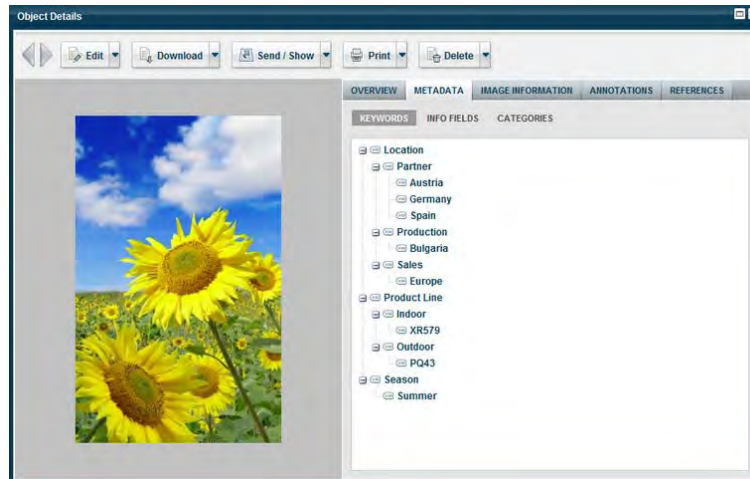 Object Details
Edit Download Send / Show Print Delete
OVERVIEW METADATA IMAGE INFORMATION ANNOTATIONS REFERENCES
KEYWORDS INFO FIELDS CATEGORIES
Location
Partner
Austria
Germany
Spain
Production
Bulgaria
Sales
Europe
Product Line
Indoor
XR579
Outdoor
PQ43
Season
Summer